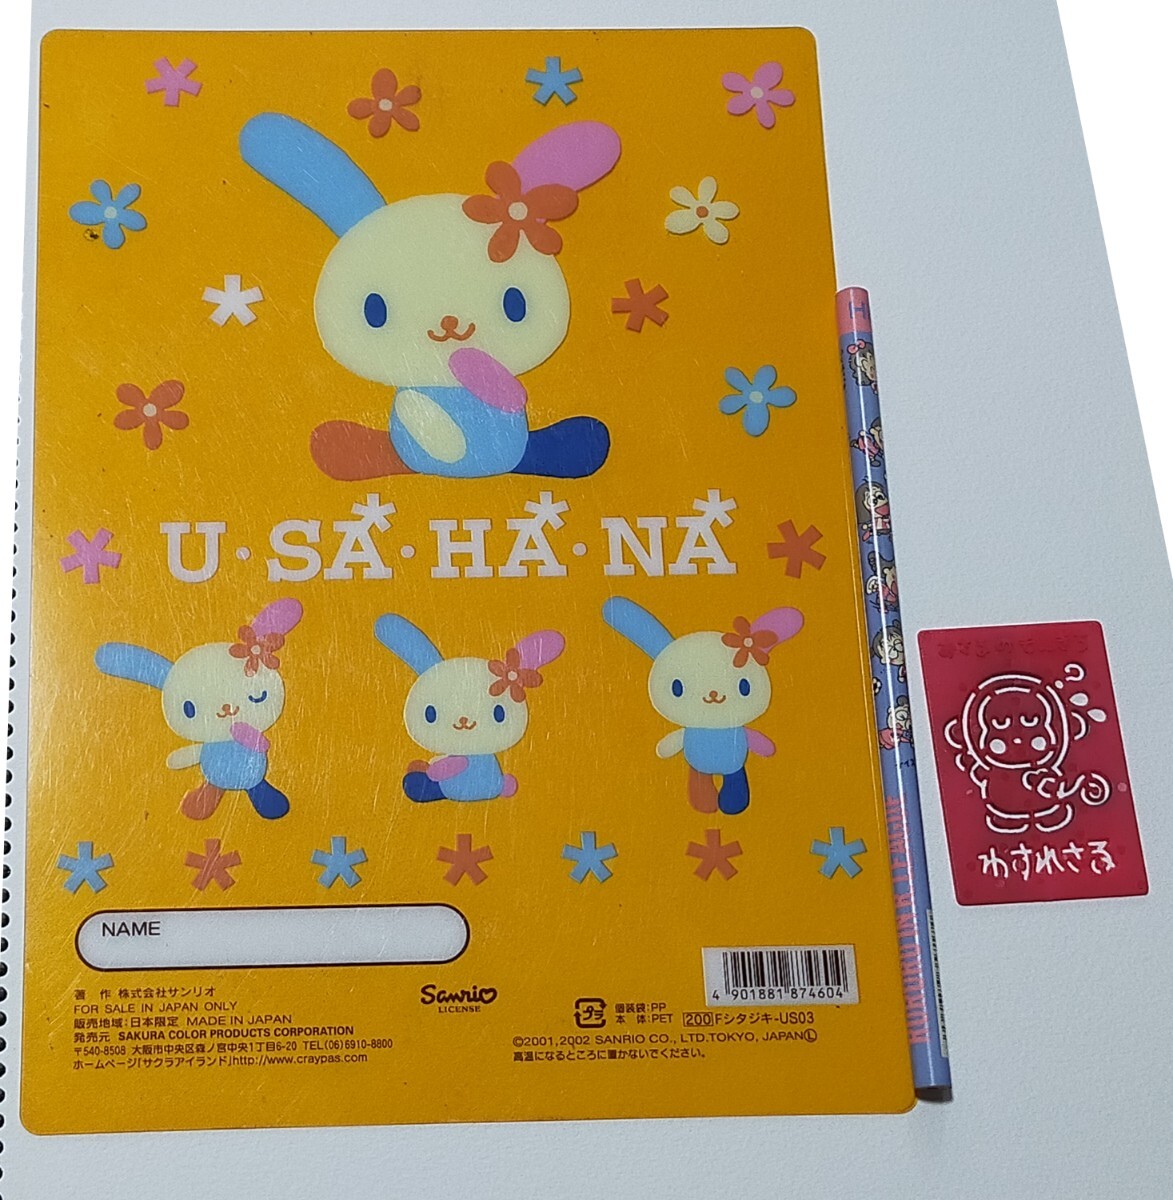 U・SA・HA・NA
NAME
著 作 株式会社サンリオ
FOR SALE IN JAPAN ONLY
販売地域:日本限定 MADE IN JAPAN
発売元 SAKURA COLOR PRODUCTS CORPORATION
〒540-8508 大阪市中央区森ノ宮中央1丁目6-20 TEL(06)6910-8800
ホームページ「サクラアイランド」http://www.craypas.com
Sanrio
LICENSE
プラ
個装袋:PP
本 体:PET
200 Fシタジキ-US03
©2001,2002 SANRIO CO., LTD.TOKYO, JAPAN Ⓛ
高温になるところに置かないでください。
4 901881 874604
H
LEAGUE
わすれさる